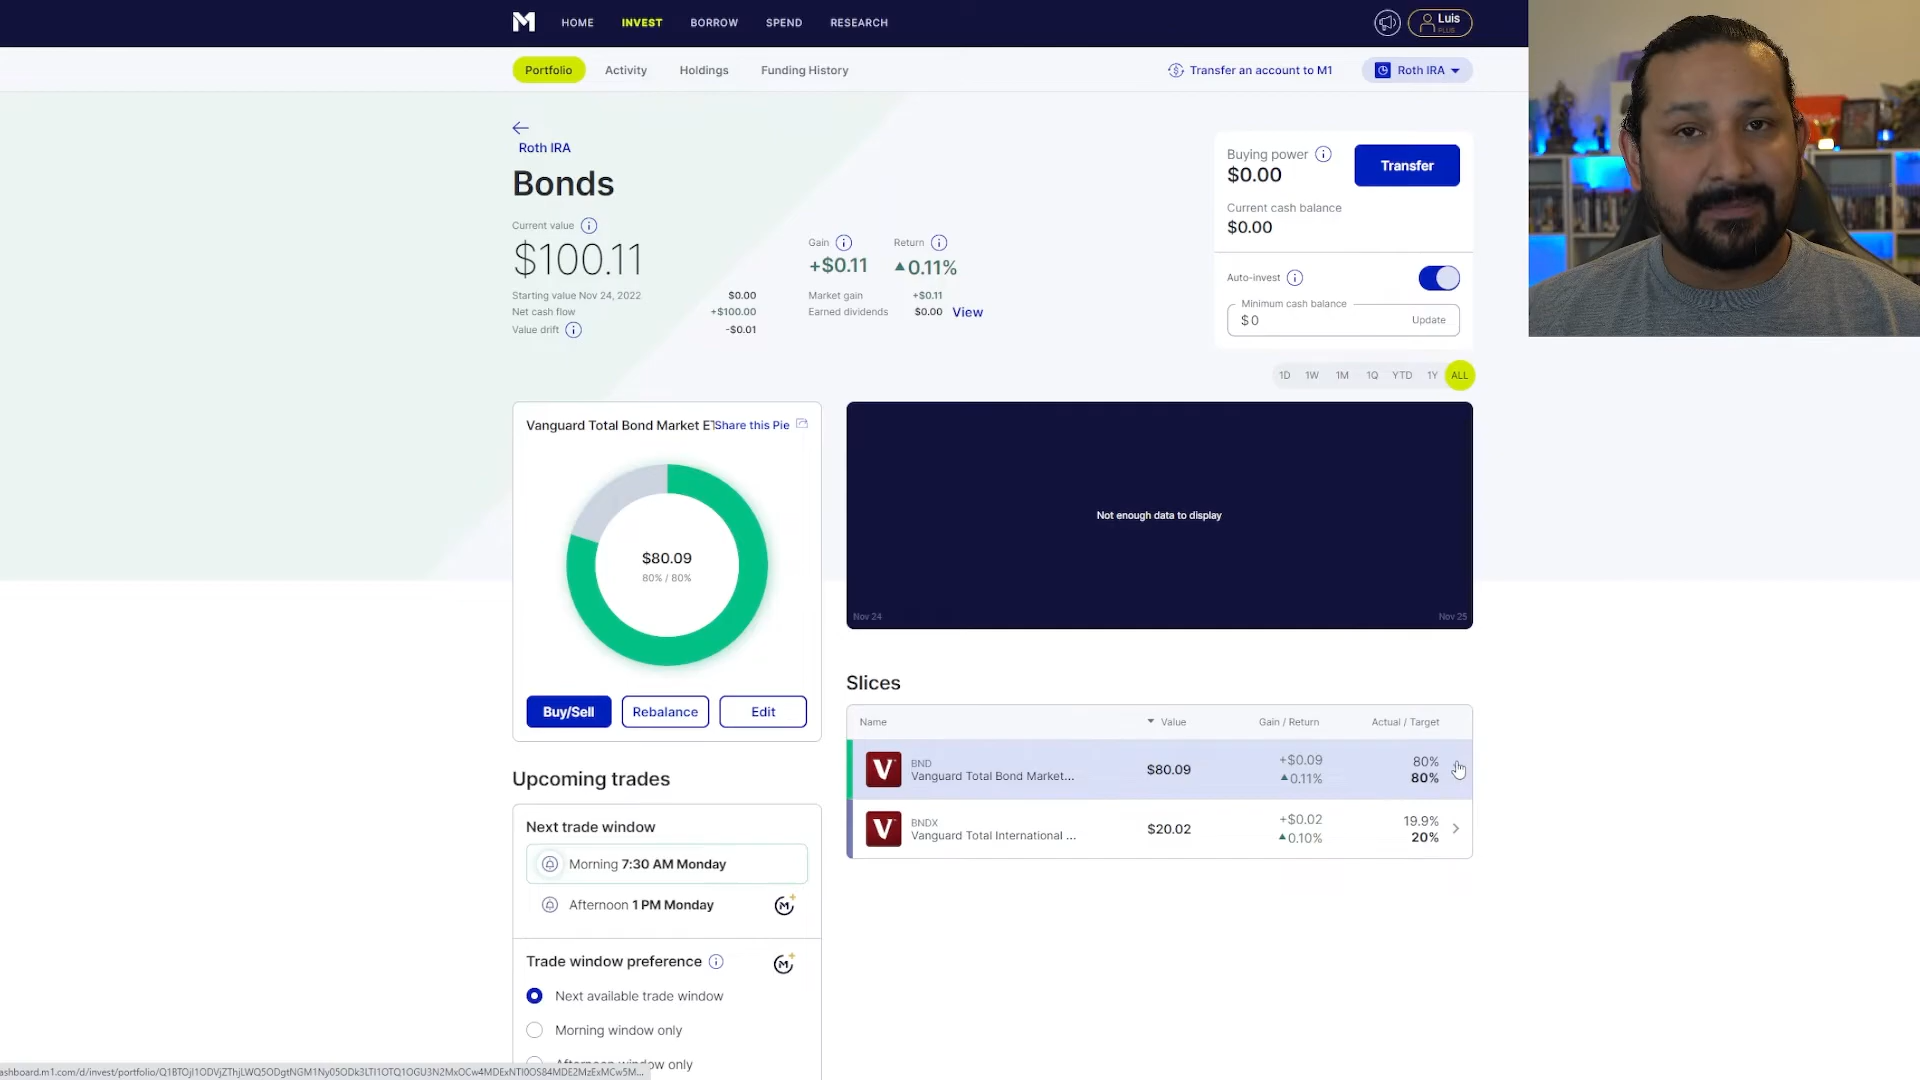 M HOME INVEST BORROW SPEND RESEARCH
Luis
PLUS
Portfolio Activity Holdings Funding History
Transfer an account to M1 Roth IRA
Roth IRA
Bonds
Current value
$100.11
Starting value Nov 24, 2022 $0.00
Net cash flow +$100.00
Value drift -$0.01
Gain Return
+$0.11 0.11%
Market gain +$0.11
Earned dividends $0.00 View
Buying power
$0.00
Transfer
Current cash balance
$0.00
Auto-invest
Minimum cash balance
$ 0 Update
1D 1W 1M 1Q YTD 1Y ALL
Vanguard Total Bond Market ET Share this Pie
$80.09
80% / 80%
Buy/Sell Rebalance Edit
Not enough data to display
Nov 24 Nov 25
Slices
Name Value Gain / Return Actual / Target
V BND
Vanguard Total Bond Market...
$80.09
+$0.09
0.11%
80%
80%
V BNDX
Vanguard Total International ...
$20.02
+$0.02
0.10%
19.9%
20%
Upcoming trades
Next trade window
Morning 7:30 AM Monday
Afternoon 1 PM Monday
M
Trade window preference
M
Next available trade window
Morning window only
Afternoon window only